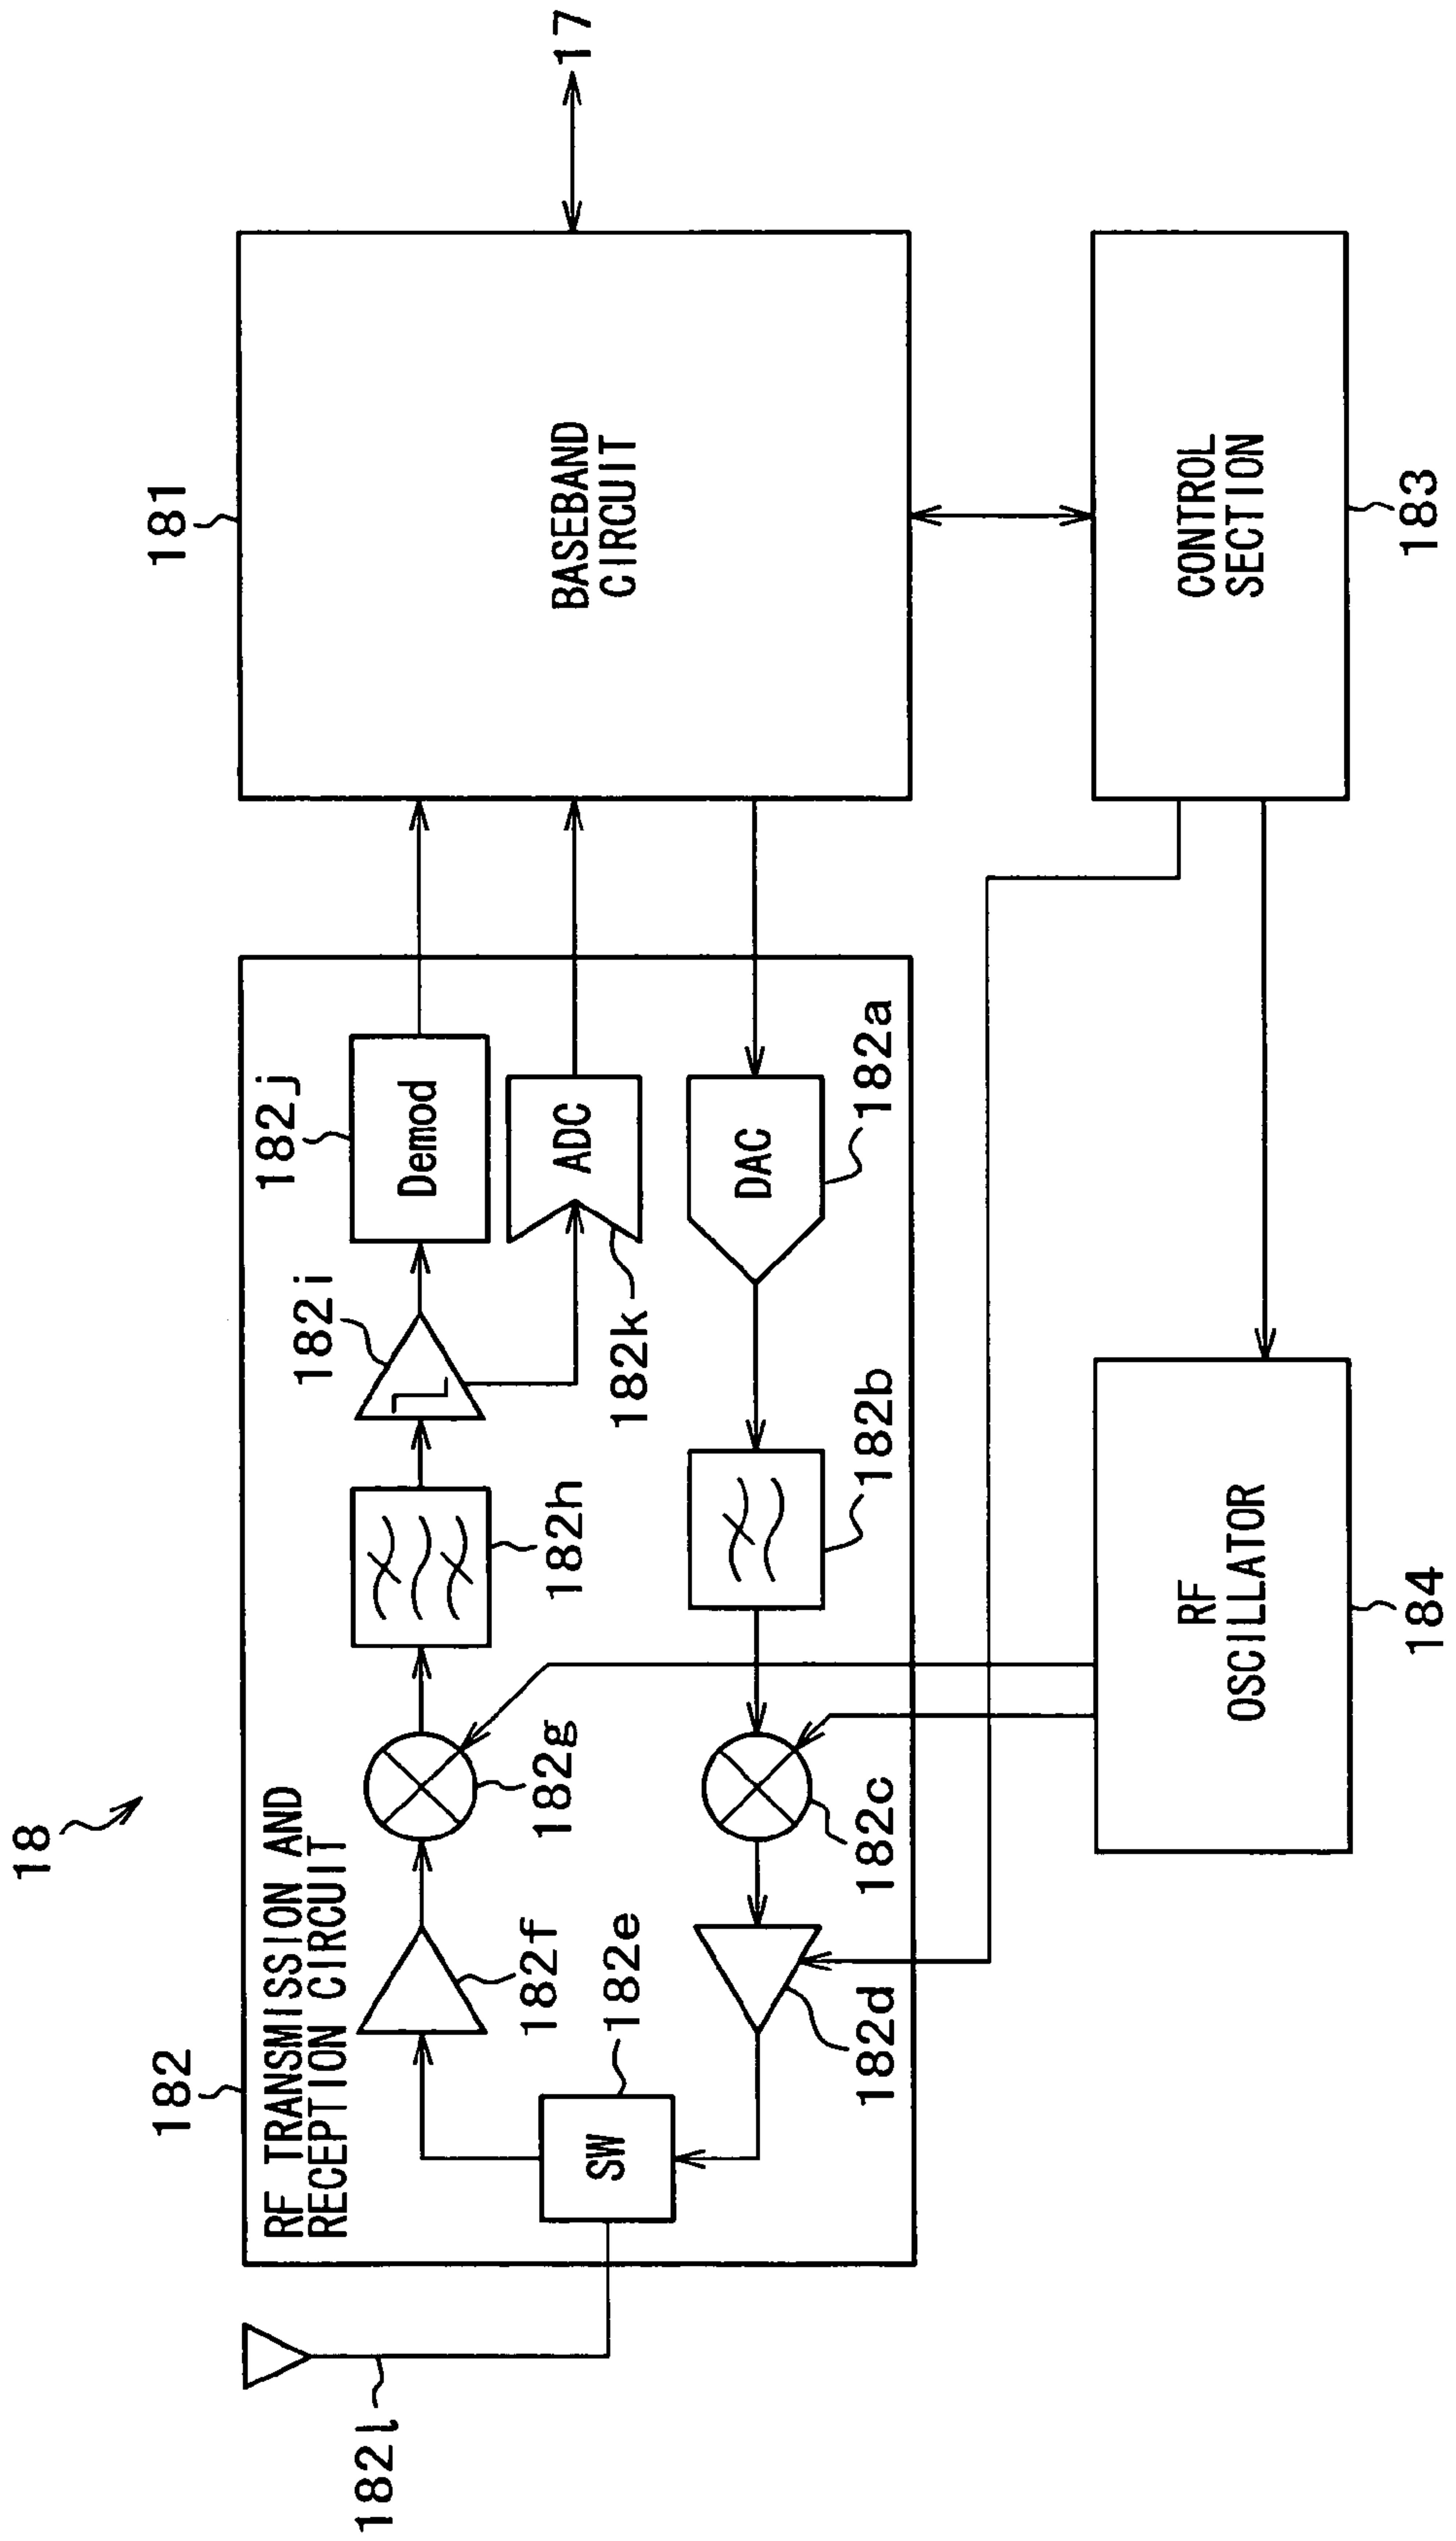 18
182
RF TRANSMISSION AND
RECEPTION CIRCUIT
182l
SW
182e
182f
182g
182h
182i
182j
Demod
ADC
182k
DAC
182a
182b
182c
182d
181
BASEBAND
CIRCUIT
17
CONTROL
SECTION
183
RF
OSCILLATOR
184